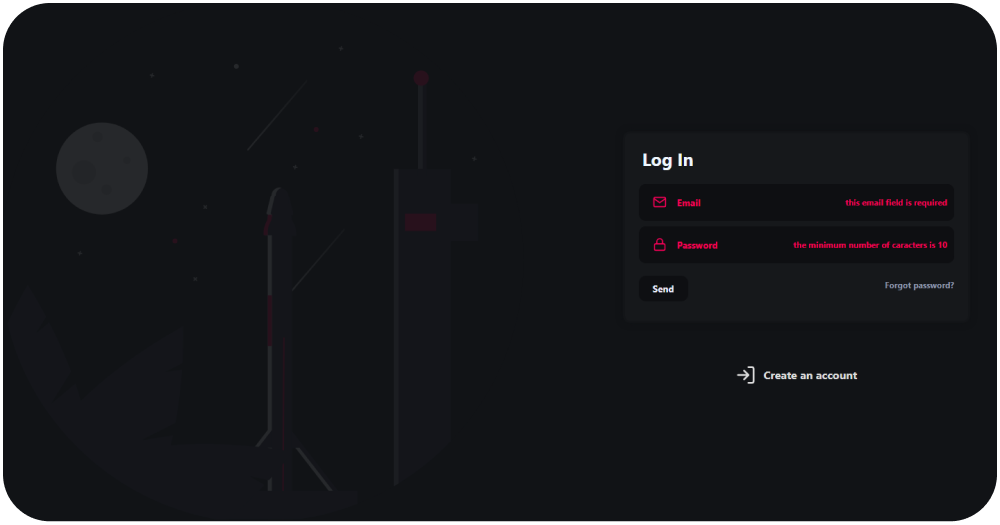 Log In
Email this email field is required
Password the minimum number of caracters is 10
Send Forgot password?
Create an account